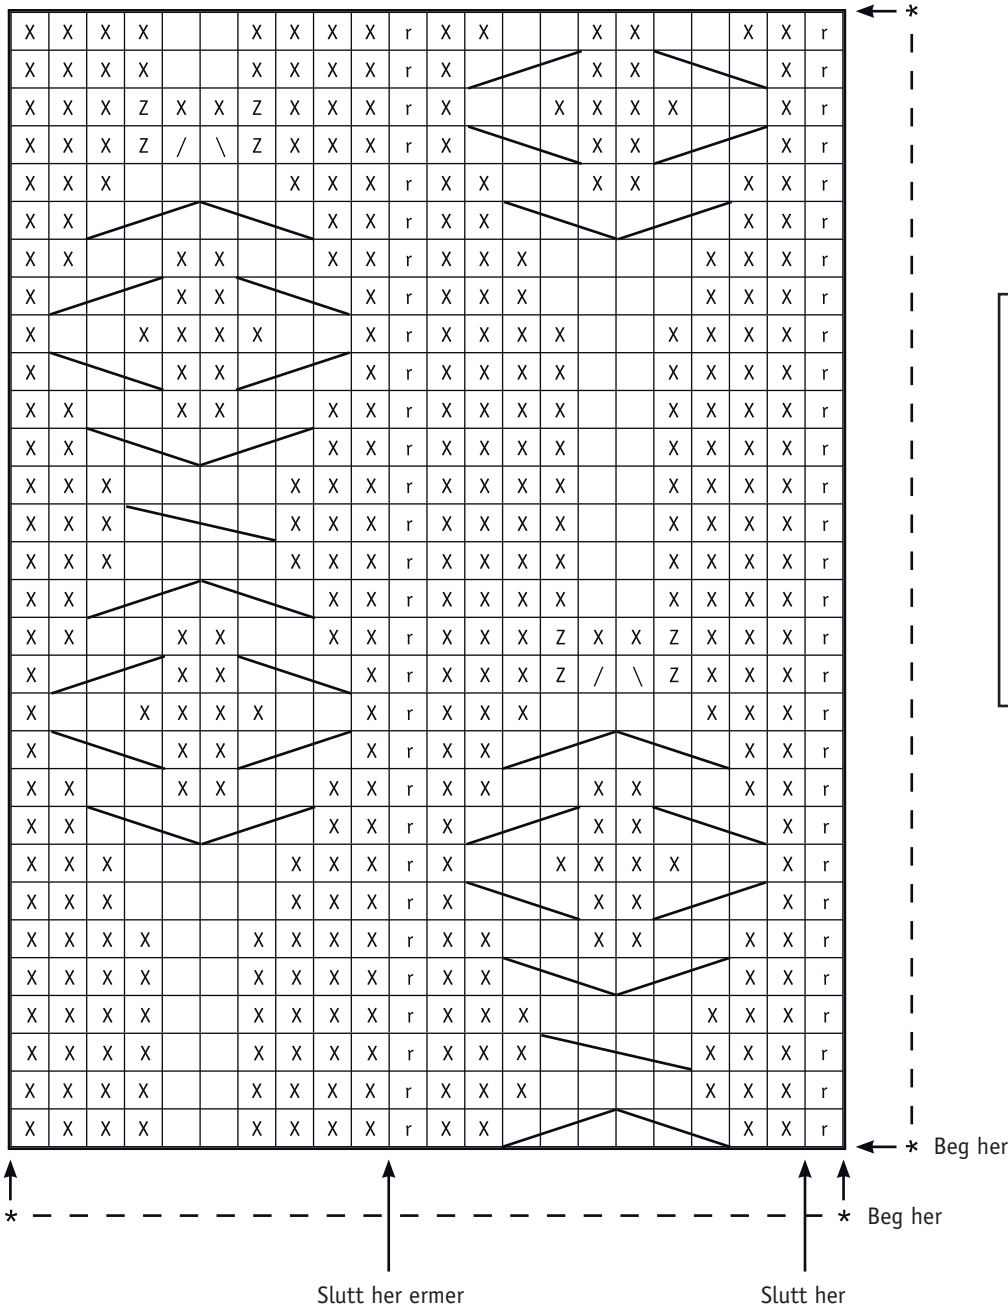 X X X X X X X X r X X X X X X r *
X X X X X X X X r X X X X r
X X X Z X X Z X X X r X X X X X X r
X X X Z / \ Z X X X r X X X X r
X X X X X X r X X X X X X r
X X X X r X X X X r
X X X X X X r X X X X X X r
X X X X r X X X X X X r
X X X X X X r X X X X X X X X r
X X X X r X X X X X X X X r
X X X X X X r X X X X X X X X r
X X X X r X X X X X X X X r
X X X X X X r X X X X X X X X r
X X X X X X r X X X X X X X X r
X X X X X X r X X X X X X X X r
X X X X r X X X X X X X X r
X X X X X X r X X X Z X X Z X X X r
X X X X r X X X Z / \ Z X X X r
X X X X X X r X X X X X X r
X X X X r X X X X r
X X X X X X r X X X X X X r
X X X X r X X X X r
X X X X X X r X X X X X X r
X X X X X X r X X X X r
X X X X X X X X r X X X X X X r
X X X X X X X X r X X X X r
X X X X X X X X r X X X X X X r
X X X X X X X X r X X X X X X r
X X X X X X X X r X X X X X X r
X X X X X X X X r X X X X r * Beg her
* * Beg her
Slutt her ermer Slutt her